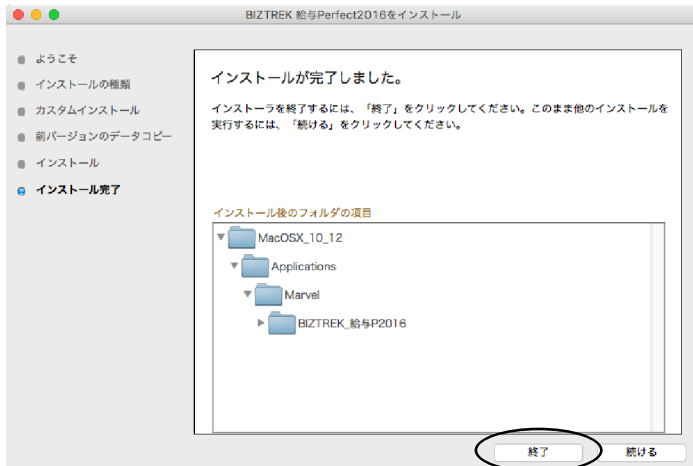 BIZTREK 給与Perfect2016をインストール
ようこそ
インストールの種類
カスタムインストール
前バージョンのデータコピー
インストール
インストール完了
インストールが完了しました。
インストーラを終了するには、「終了」をクリックしてください。このまま他のインストールを
実行するには、「続ける」をクリックしてください。
インストール後のフォルダの項目
MacOSX_10_12
Applications
Marvel
BIZTREK_給与P2016
終了
続ける